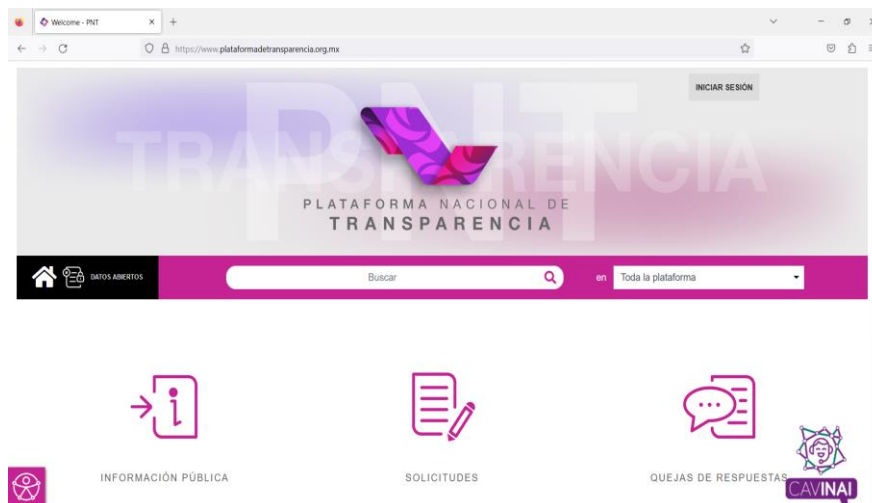 Welcome - PNT
https://www.plataformadetransparencia.org.mx
INICIAR SESIÓN
PNT
TRANSPARENCIA
PLATAFORMA NACIONAL DE
TRANSPARENCIA
DATOS ABIERTOS
Buscar
en
Toda la plataforma
INFORMACIÓN PÚBLICA
SOLICITUDES
QUEJAS DE RESPUESTAS
CAVINAI